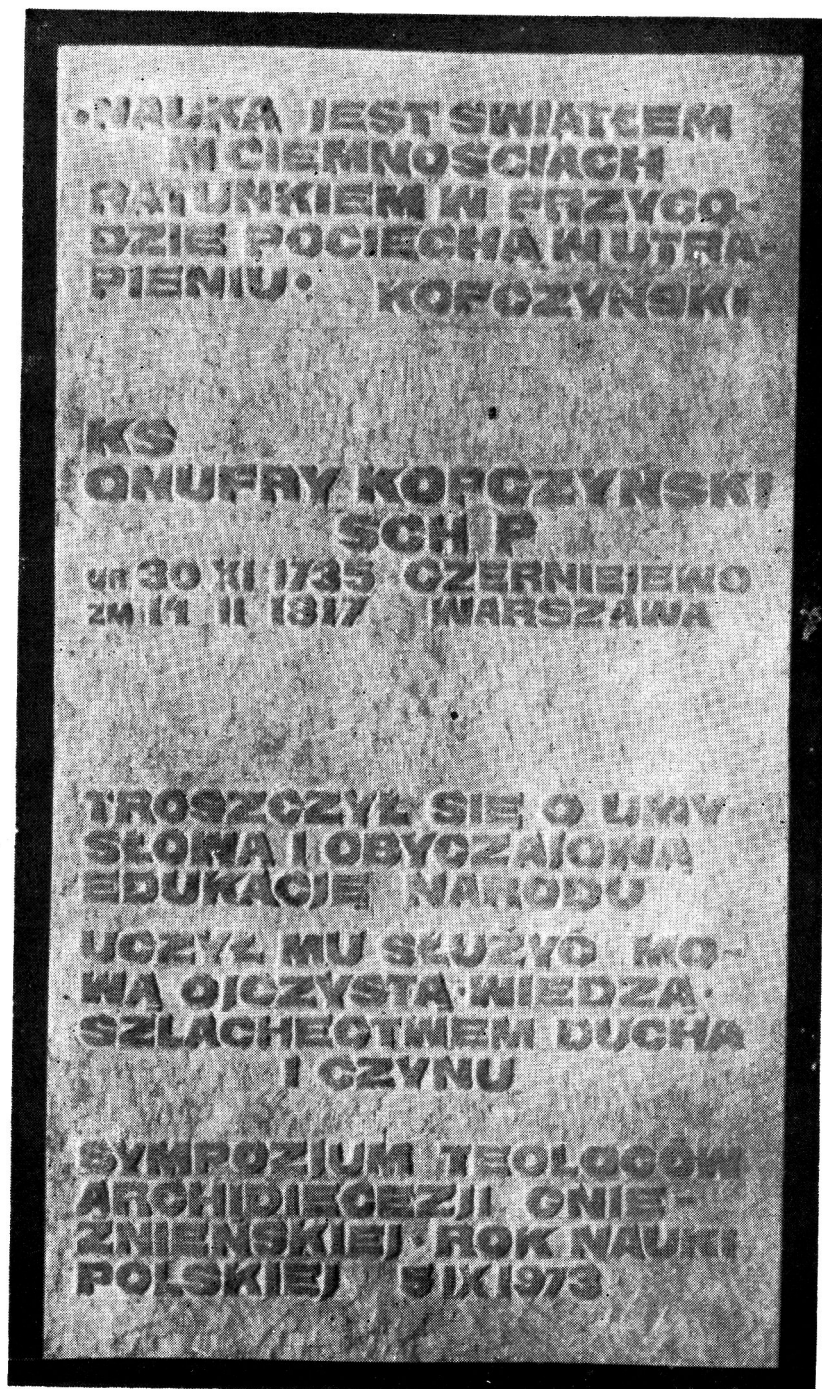 •NAUKA JEST ŚWIATŁEM
W CIEMNOŚCIACH
RATUNKIEM W PRZYGO-
DZIE POCIECHĄ W UTRA-
PIENIU•
KOPCZYŃSKI
KS
ONUFRY KOPCZYŃSKI
SCH P
UR 30 XI 1735 CZERNIEJEWO
ZM 14 II 1817 WARSZAWA
TROSZCZYŁ SIĘ O UMY
SŁOWĄ I OBYCZAJOWĄ
EDUKACJĘ NARODU
UCZYŁ MU SŁUŻYĆ MO-
WĄ OJCZYSTĄ•WIEDZĄ•
SZLACHECTWEM DUCHA
I CZYNU
SYMPOZJUM TEOLOGÓW
ARCHIDIECEZJI GNIE-
ŹNIEŃSKIEJ•ROK NAUKI
POLSKIEJ 5 IX 1973